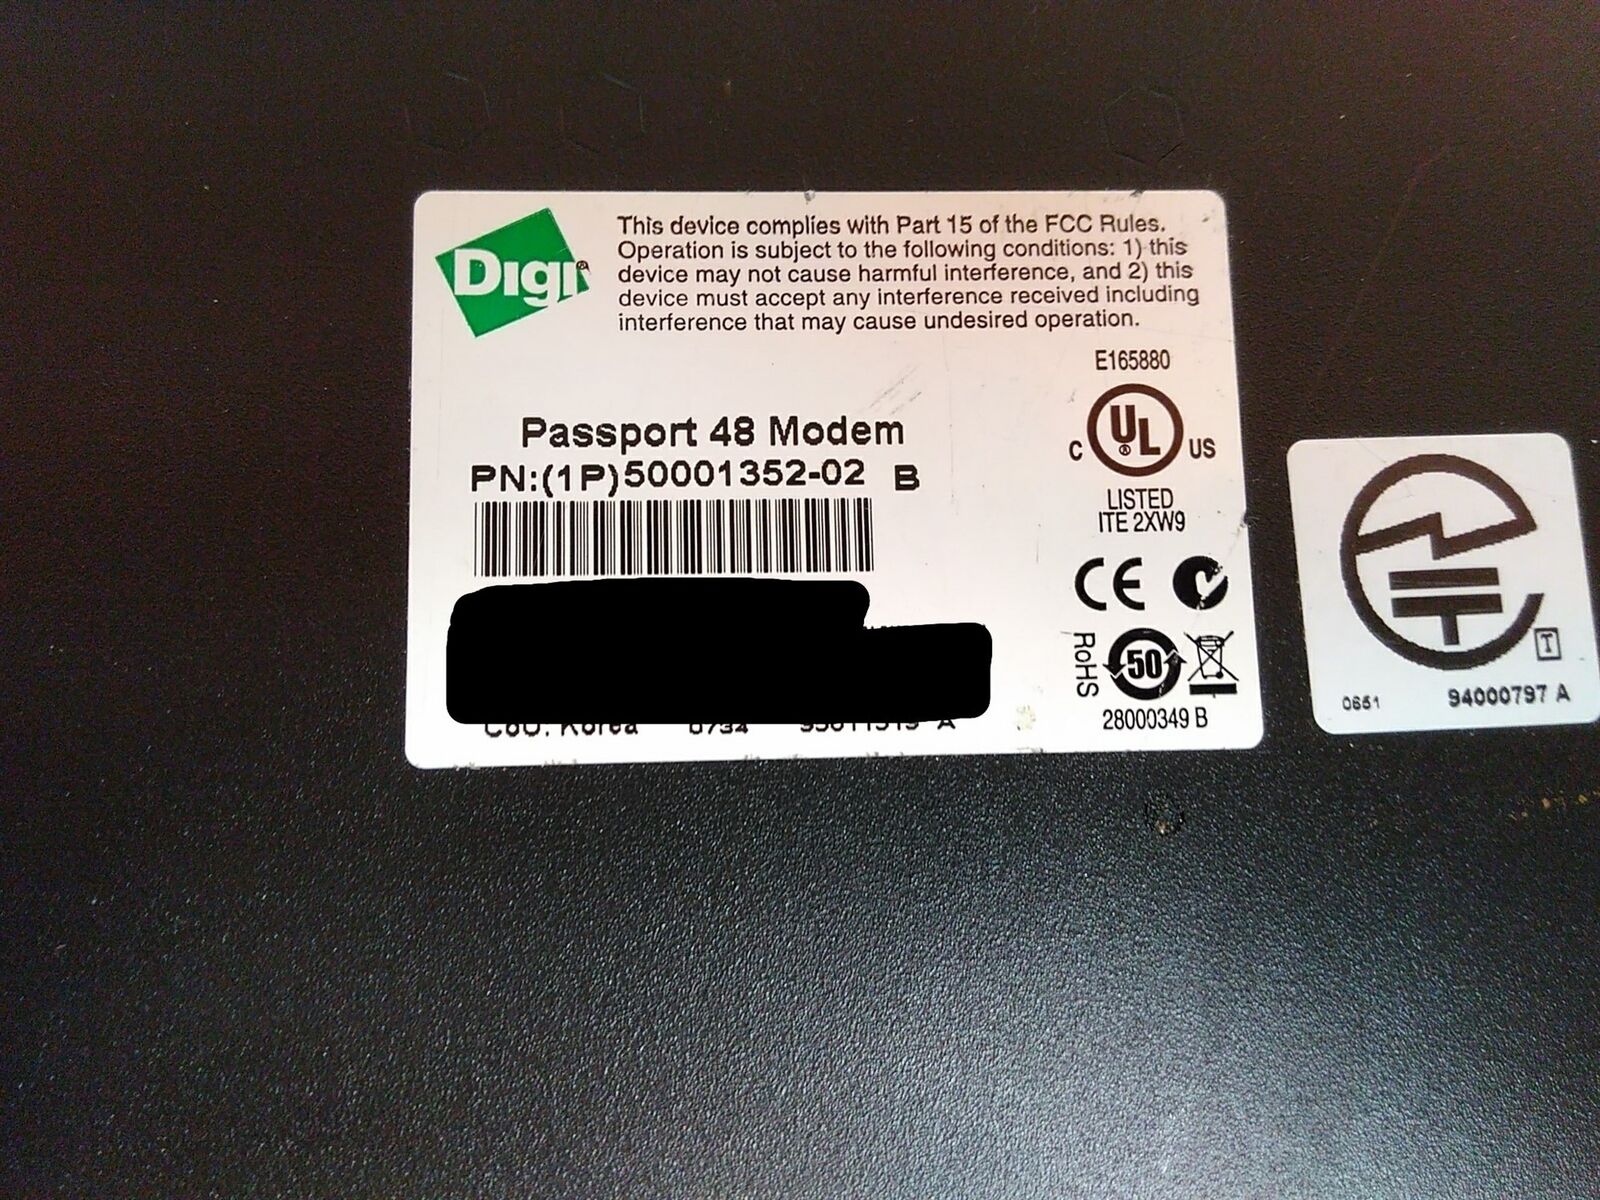 Digi®
This device complies with Part 15 of the FCC Rules.
Operation is subject to the following conditions: 1) this
device may not cause harmful interference, and 2) this
device must accept any interference received including
interference that may cause undesired operation.
E165880
Passport 48 Modem
PN:(1P)50001352-02 B
C UL® US
LISTED
ITE 2XW9
CE
RoHS
50
28000349 B
CoO: Korea 0734 A
T
0651 94000797 A